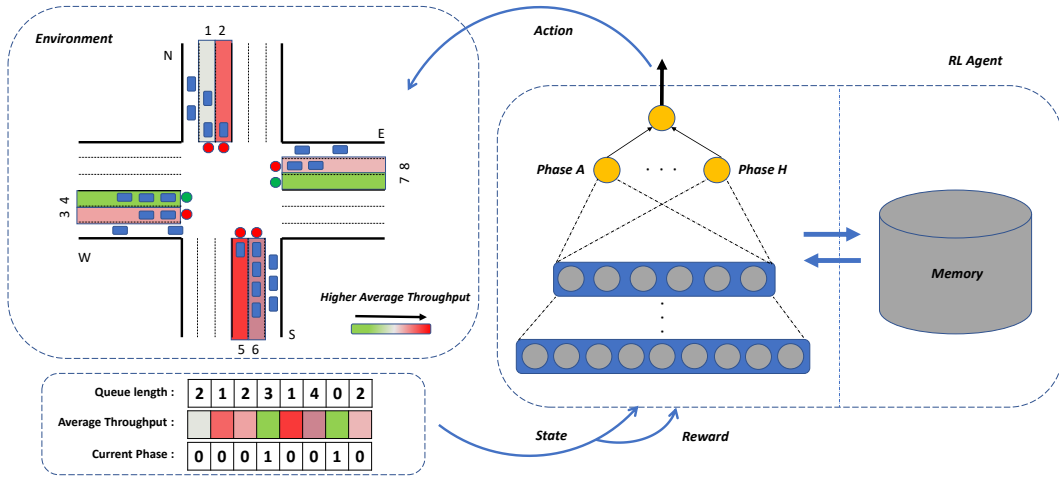 Environment
N
1 2
E
4
3
8
7
W
S
5 6
Higher Average Throughput
Queue length : 2 1 2 3 1 4 0 2
Average Throughput :
Current Phase : 0 0 0 1 0 0 1 0
Action
State
Reward
RL Agent
Phase A . . . Phase H
Memory